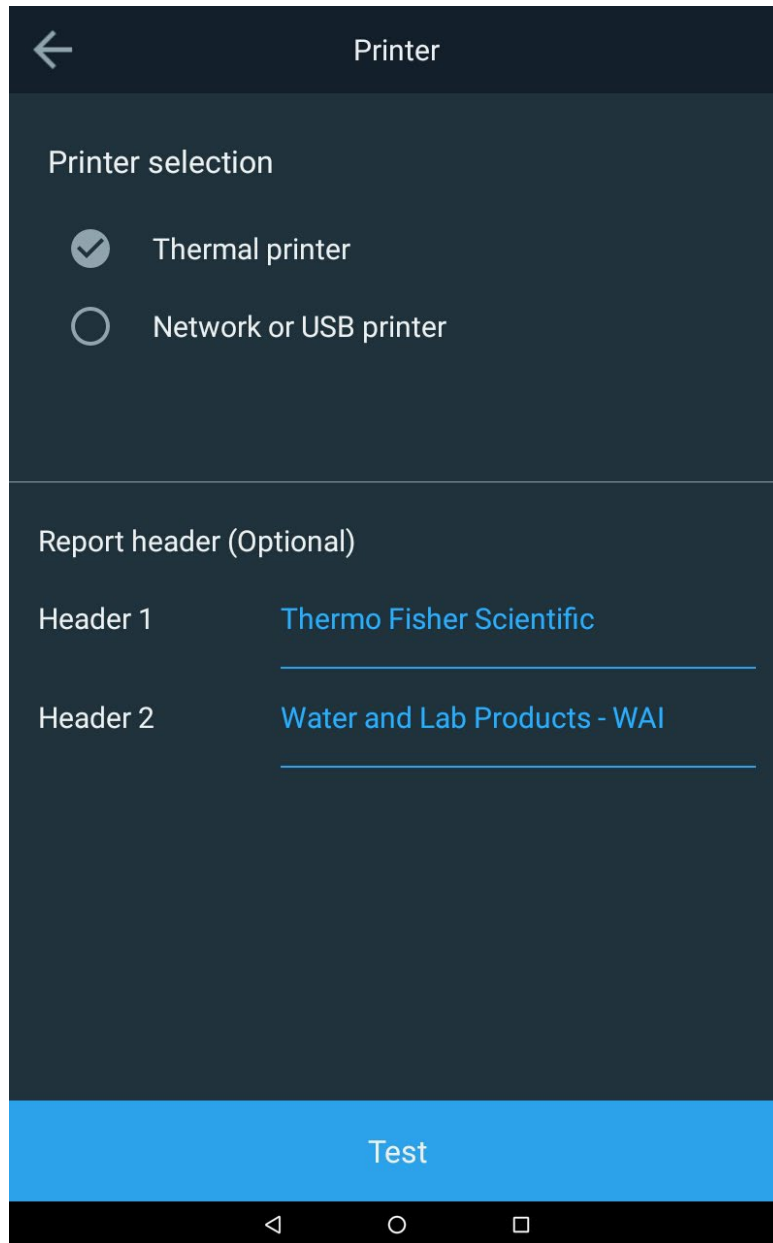 Printer
Printer selection
Thermal printer
Network or USB printer
Report header (Optional)
Header 1 Thermo Fisher Scientific
Header 2 Water and Lab Products - WAI
Test